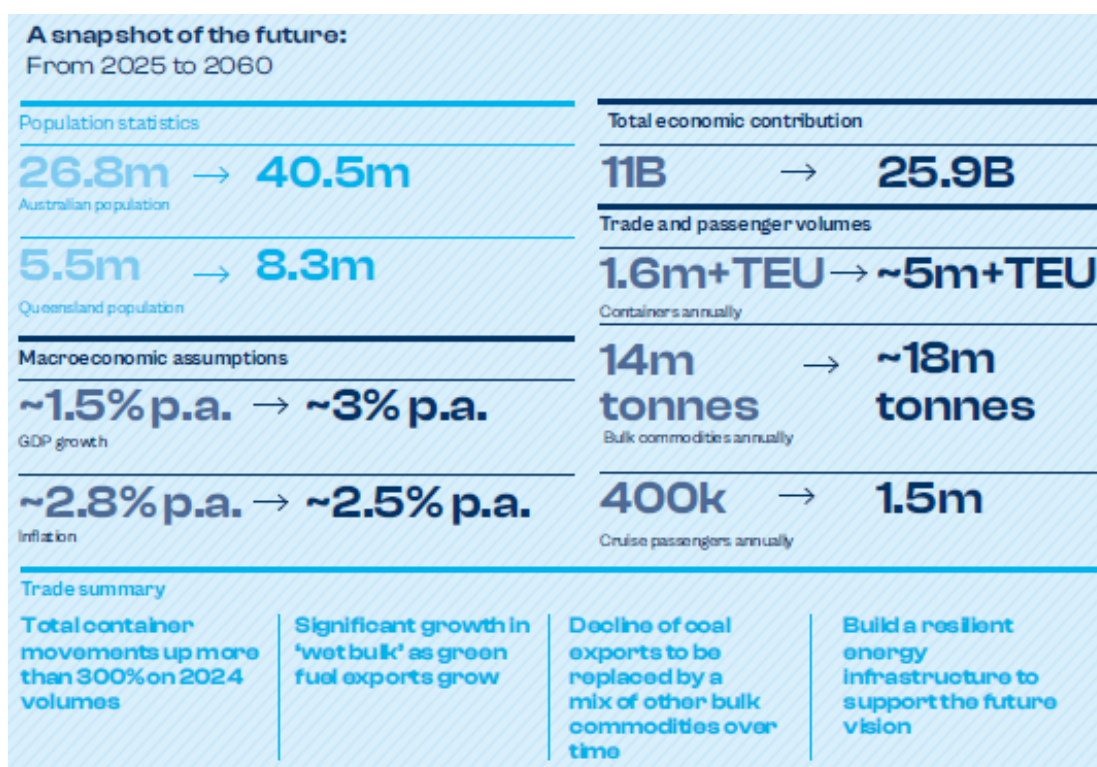 A snapshot of the future:
From 2025 to 2060
Population statistics
26.8m → 40.5m
Australian population
5.5m → 8.3m
Queensland population
Macroeconomic assumptions
~1.5% p.a. → ~3% p.a.
GDP growth
~2.8% p.a. → ~2.5% p.a.
Inflation
Total economic contribution
11B → 25.9B
Trade and passenger volumes
1.6m+TEU → ~5m+TEU
Containers annually
14m → ~18m
tonnes tonnes
Bulk commodities annually
400k → 1.5m
Cruise passengers annually
Trade summary
Total container
movements up more
than 300% on 2024
volumes
Significant growth in
‘wet bulk’ as green
fuel exports grow
Decline of coal
exports to be
replaced by a
mix of other bulk
commodities over
time
Build a resilient
energy
infrastructure to
support the future
vision